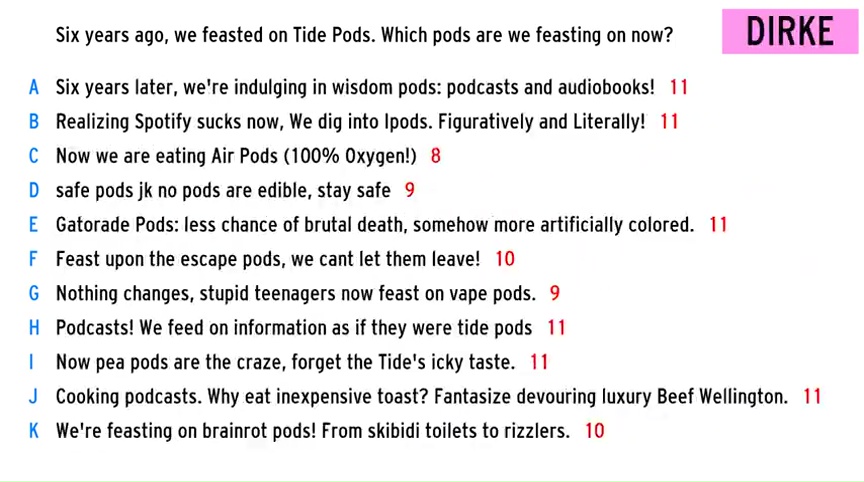 Six years ago, we feasted on Tide Pods. Which pods are we feasting on now?
DIRKE
A Six years later, we're indulging in wisdom pods: podcasts and audiobooks! 11
B Realizing Spotify sucks now, We dig into Ipods. Figuratively and Literally! 11
C Now we are eating Air Pods (100% Oxygen!) 8
D safe pods jk no pods are edible, stay safe 9
E Gatorade Pods: less chance of brutal death, somehow more artificially colored. 11
F Feast upon the escape pods, we cant let them leave! 10
G Nothing changes, stupid teenagers now feast on vape pods. 9
H Podcasts! We feed on information as if they were tide pods 11
I Now pea pods are the craze, forget the Tide's icky taste. 11
J Cooking podcasts. Why eat inexpensive toast? Fantasize devouring luxury Beef Wellington. 11
K We're feasting on brainrot pods! From skibidi toilets to rizzlers. 10